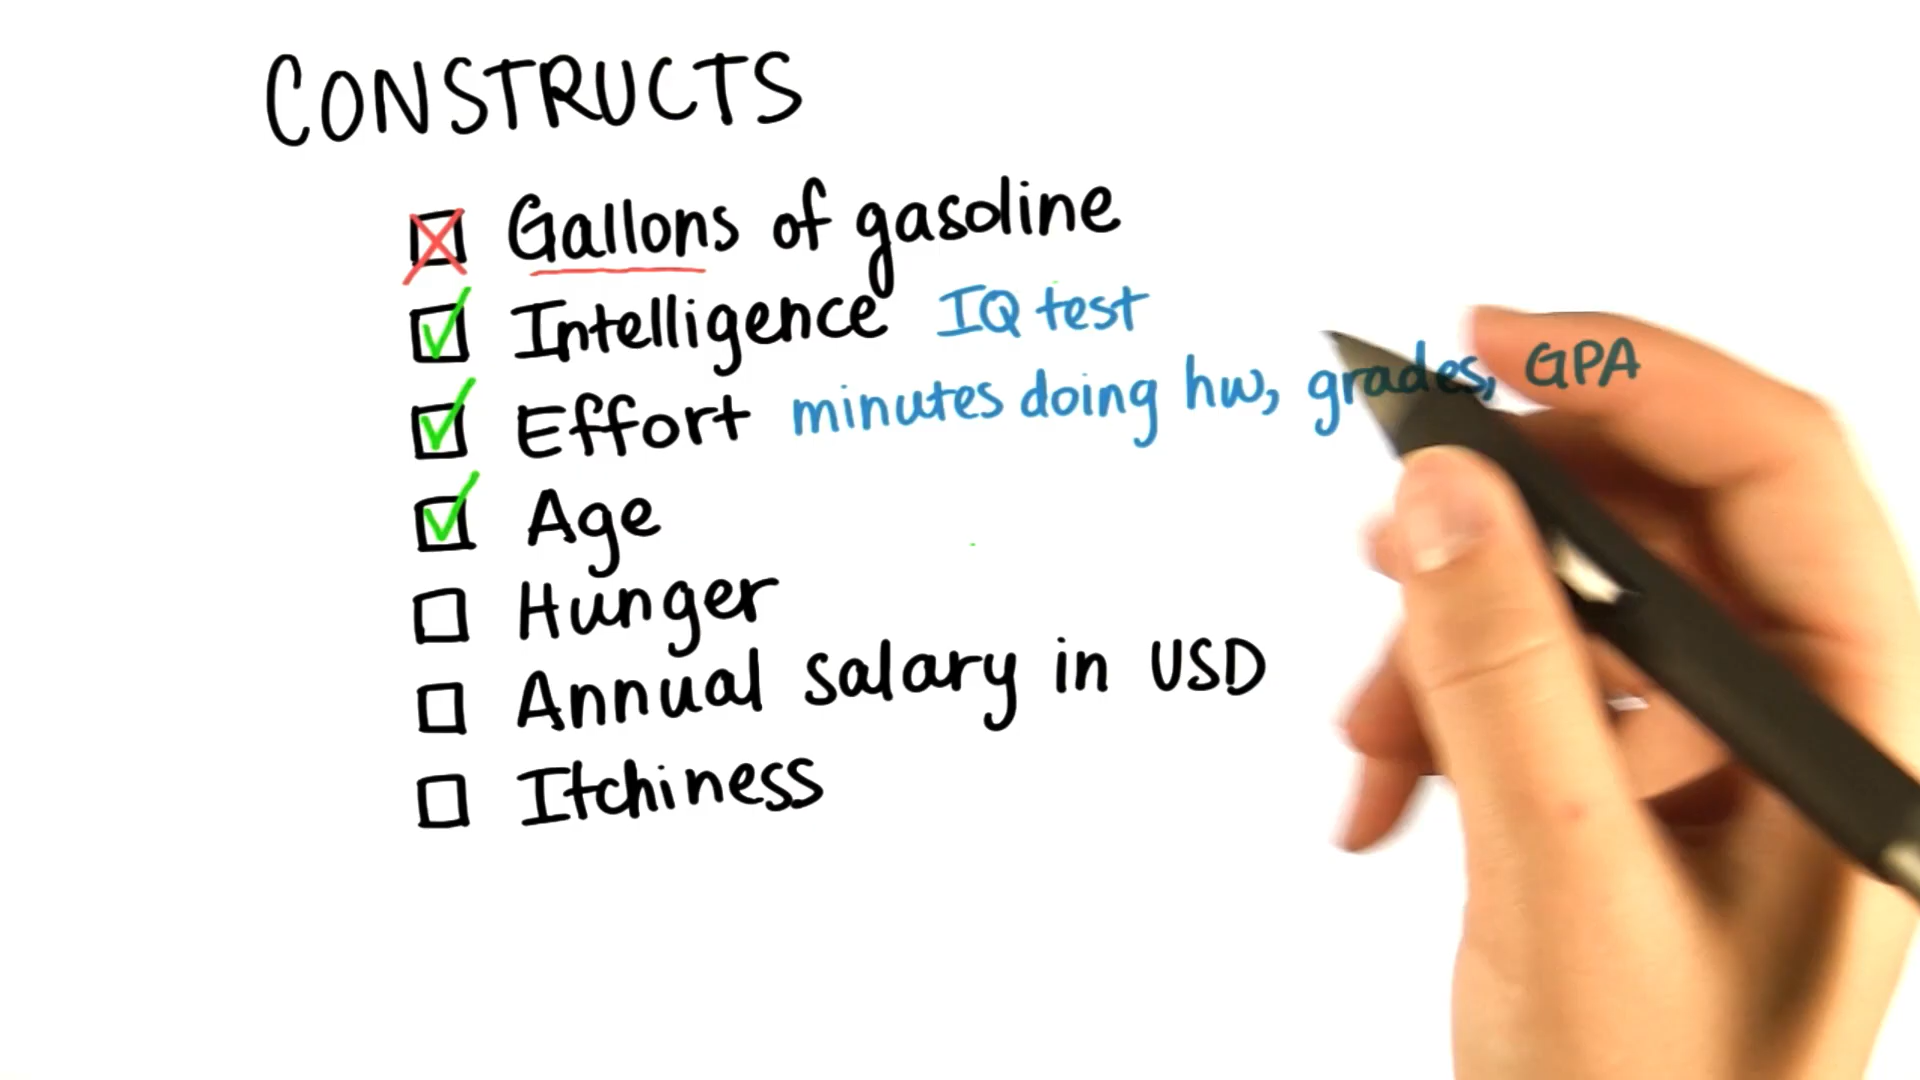 CONSTRUCTS
Gallons of gasoline
Intelligence IQ test
Effort minutes doing hw, grades, GPA
Age
Hunger
Annual salary in USD
Itchiness